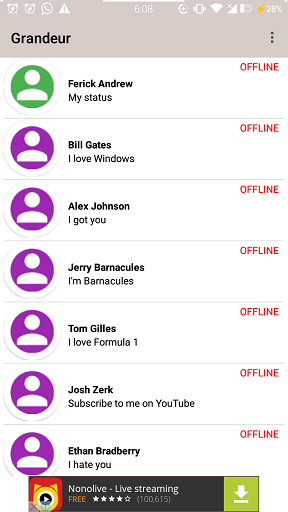 6:08
28%
Grandeur
OFFLINE
Ferick Andrew
My status
OFFLINE
Bill Gates
I love Windows
OFFLINE
Alex Johnson
I got you
OFFLINE
Jerry Barnacules
I'm Barnacules
OFFLINE
Tom Gilles
I love Formula 1
OFFLINE
Josh Zerk
Subscribe to me on YouTube
OFFLINE
Ethan Bradberry
I hate you
Nonolive - Live streaming
FREE (100,615)